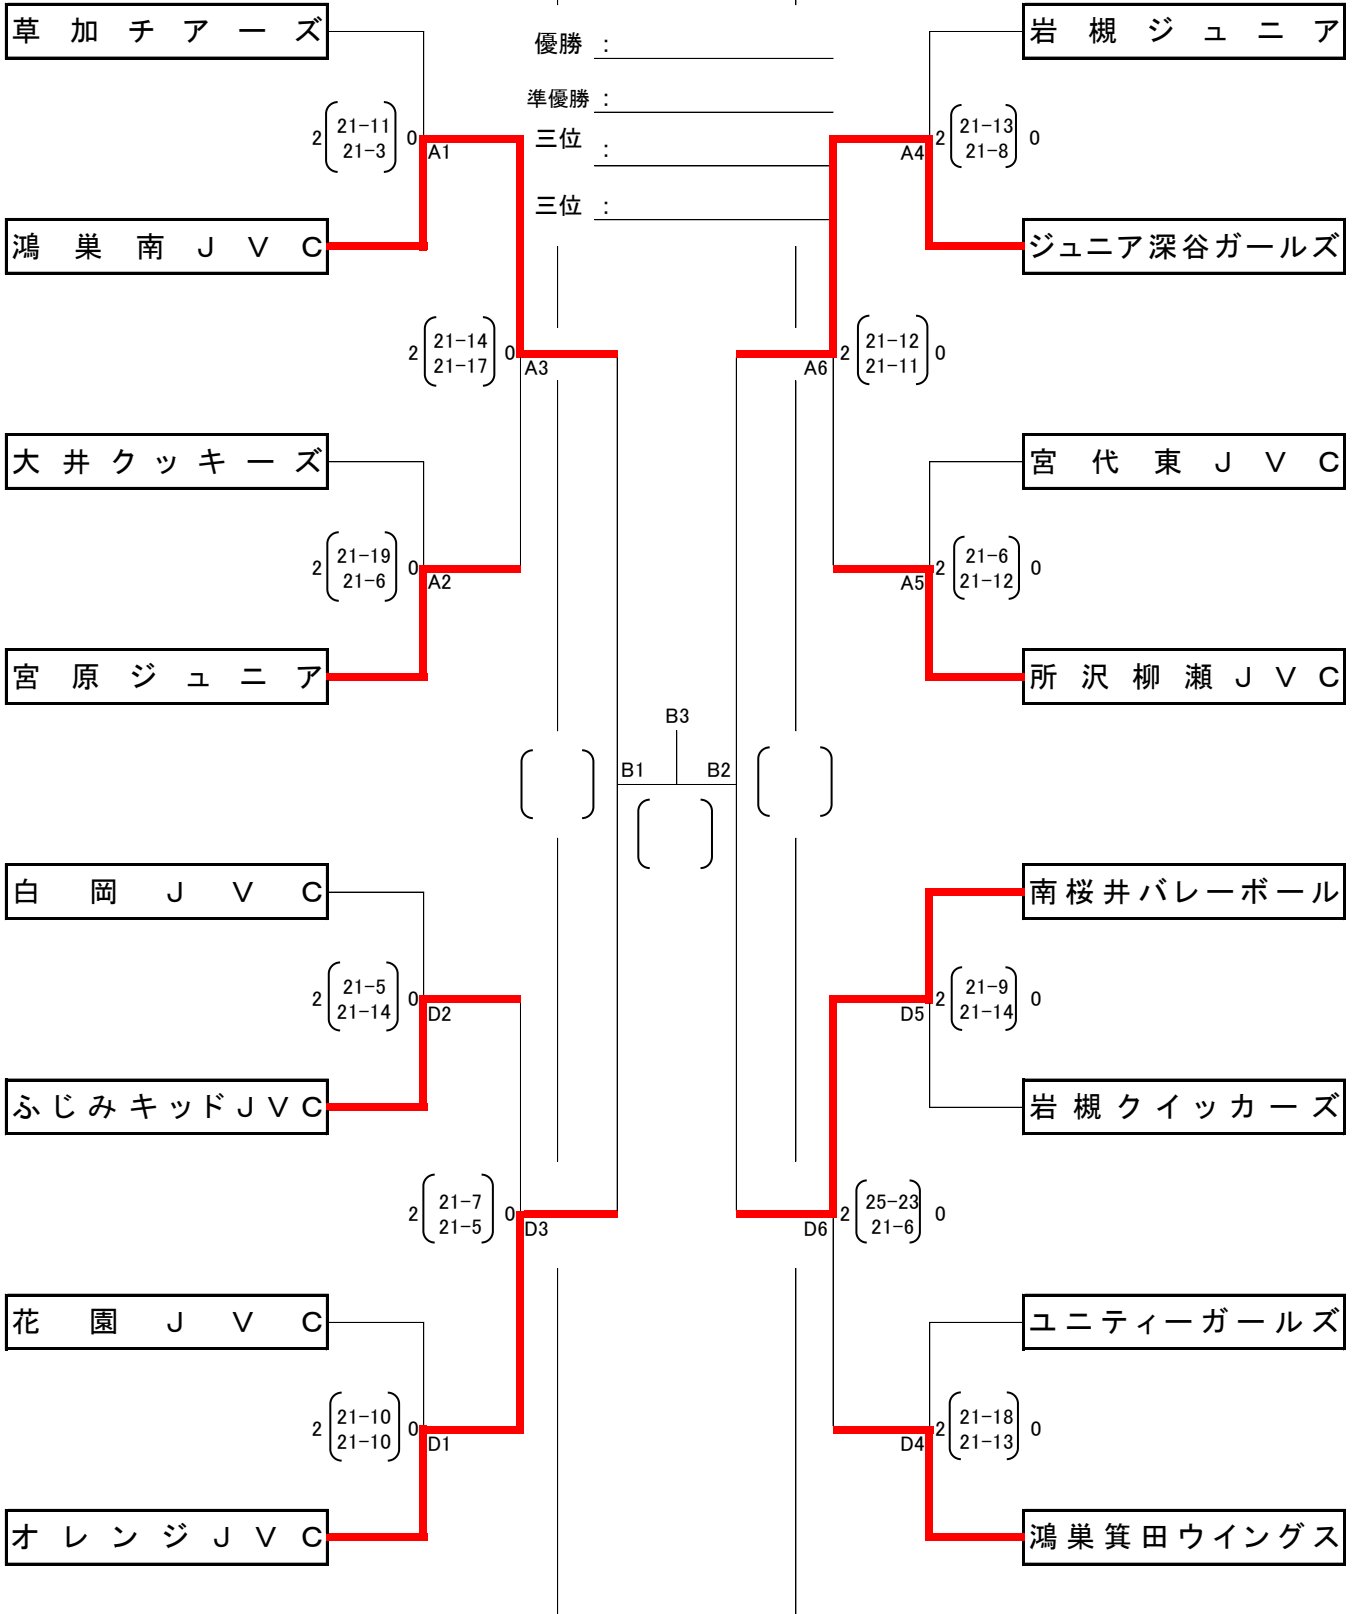 草加チアーズ
岩槻ジュニア
優勝 :
準優勝 :
三位 :
三位 :
2 21-11 0
21-3
A1
A4
2 21-13 0
21-8
鴻巣南JVC
ジュニア深谷ガールズ
2 21-14 0
21-17
A3
A6
2 21-12 0
21-11
大井クッキーズ
宮代東JVC
2 21-19 0
21-6
A2
A5
2 21-6 0
21-12
宮原ジュニア
所沢柳瀬JVC
B3
B1
B2
白岡JVC
南桜井バレーボール
2 21-5 0
21-14
D2
D5
2 21-9 0
21-14
ふじみキッドJVC
岩槻クイッカーズ
2 21-7 0
21-5
D3
D6
2 25-23 0
21-6
花園JVC
ユニティーガールズ
2 21-10 0
21-10
D1
D4
2 21-18 0
21-13
オレンジJVC
鴻巣箕田ウイングス